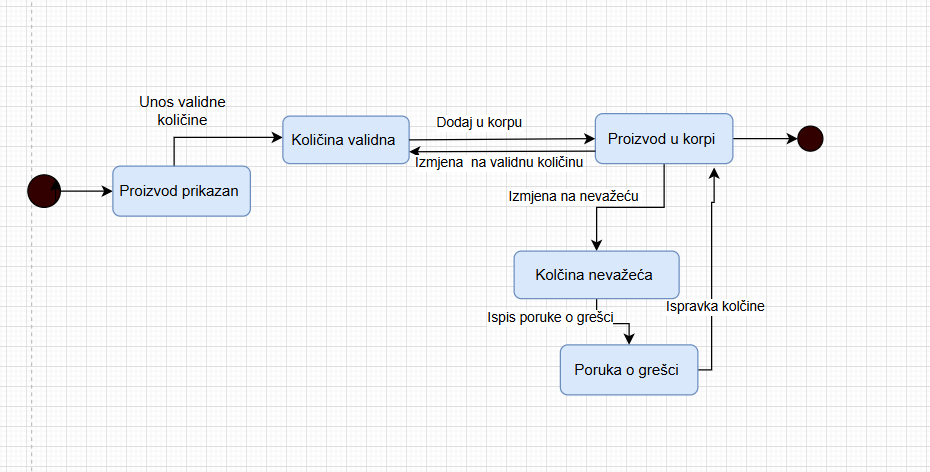 Unos validne
količine
Količina validna
Dodaj u korpu
Proizvod u korpi
Izmjena na validnu količinu
Proizvod prikazan
Izmjena na nevažeću
Kolčina nevažeća
Ispravka kolčine
Ispis poruke o grešci
Poruka o grešci